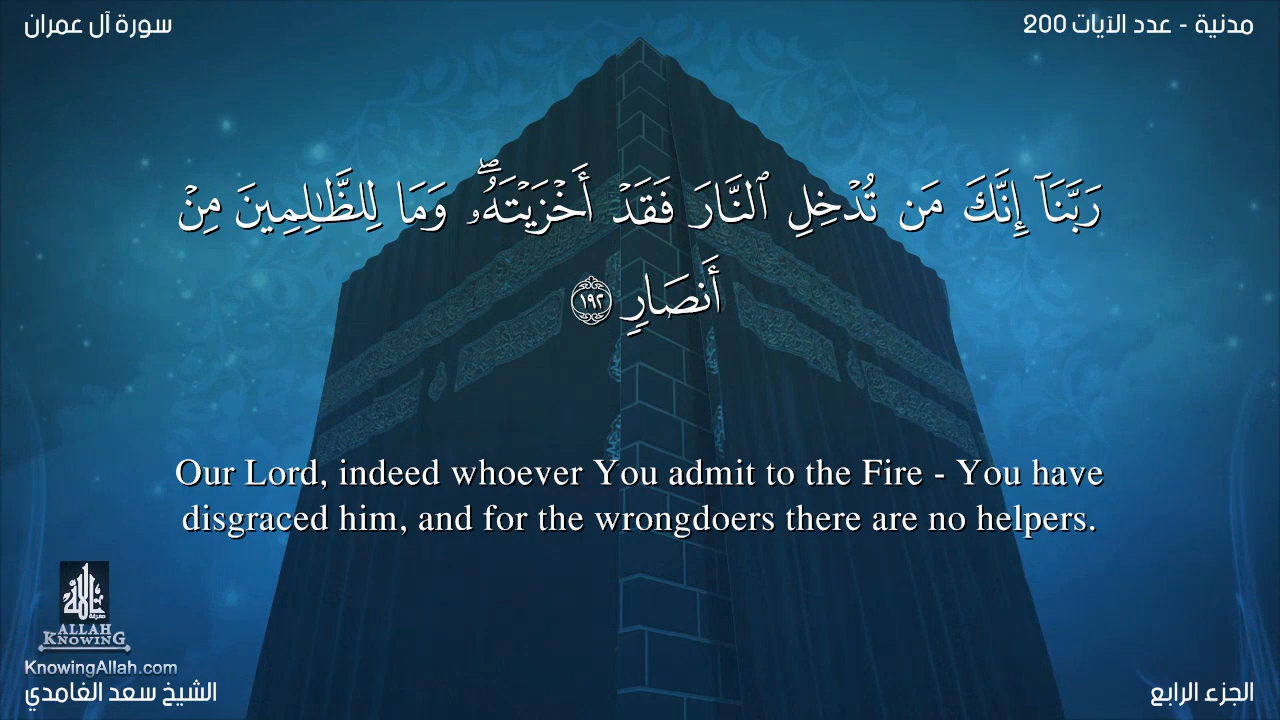 سورة آل عمران
مدنية - عدد الآيات 200
رَبَّنَآ إِنَّكَ مَن تُدْخِلِ ٱلنَّارَ فَقَدْ أَخْزَيْتَهُۥ ۖ وَمَا لِلظَّـٰلِمِينَ مِنْ
أَنصَارٍ ١٩٢
Our Lord, indeed whoever You admit to the Fire - You have
disgraced him, and for the wrongdoers there are no helpers.
معرفة الله
ALLAH
KNOWING
KnowingAllah.com
الشيخ سعد الغامدي
الجزء الرابع